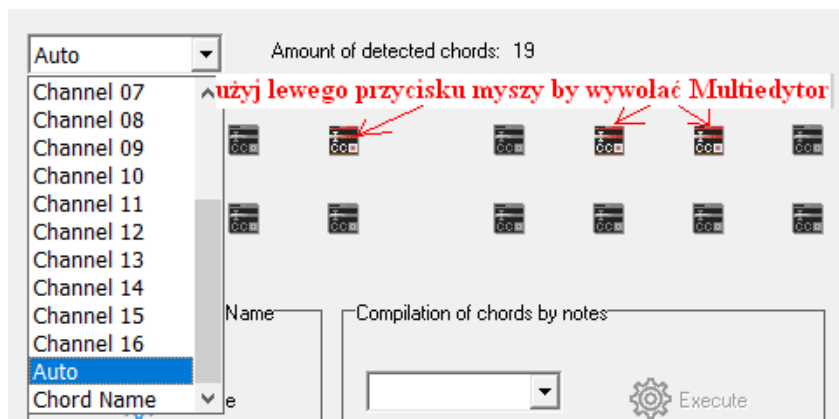 Auto
Amount of detected chords: 19
użyj lewego przycisku myszy by wywołać Multiedytor
Channel 07
Channel 08
Channel 09
Channel 10
Channel 11
Channel 12
Channel 13
Channel 14
Channel 15
Channel 16
Auto
Chord Name
Name
e
Compilation of chords by notes
Execute